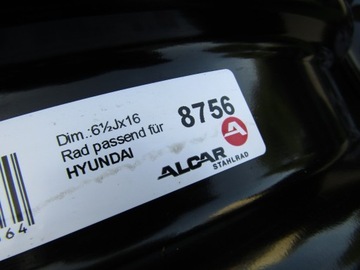 Dim.:6½Jx16
Rad passend für
HYUNDAI
8756
ALCAR
STAHLRAD
64